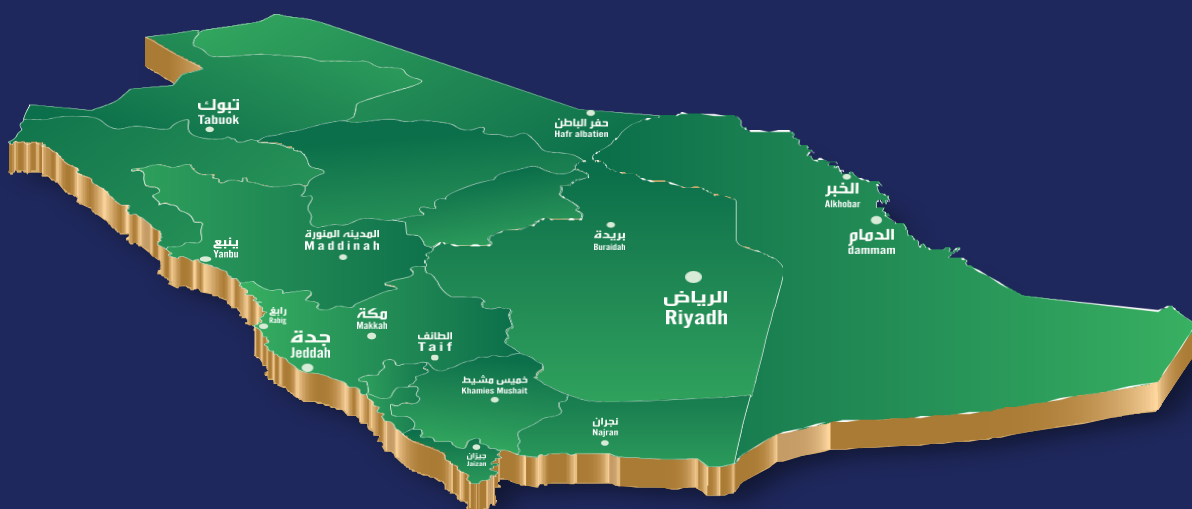 تبوك
Tabuok
حفر الباطن
Hafr albatien
الخبر
Alkhobar
الدمام
dammam
المدينه المنورة
Maddinah
بريدة
Buraidah
ينبع
Yanbu
الرياض
Riyadh
رابغ
Rabig
مكة
Makkah
جدة
Jeddah
الطائف
Taif
خميس مشيط
Khamies Mushait
نجران
Najran
جيزان
Jaizan